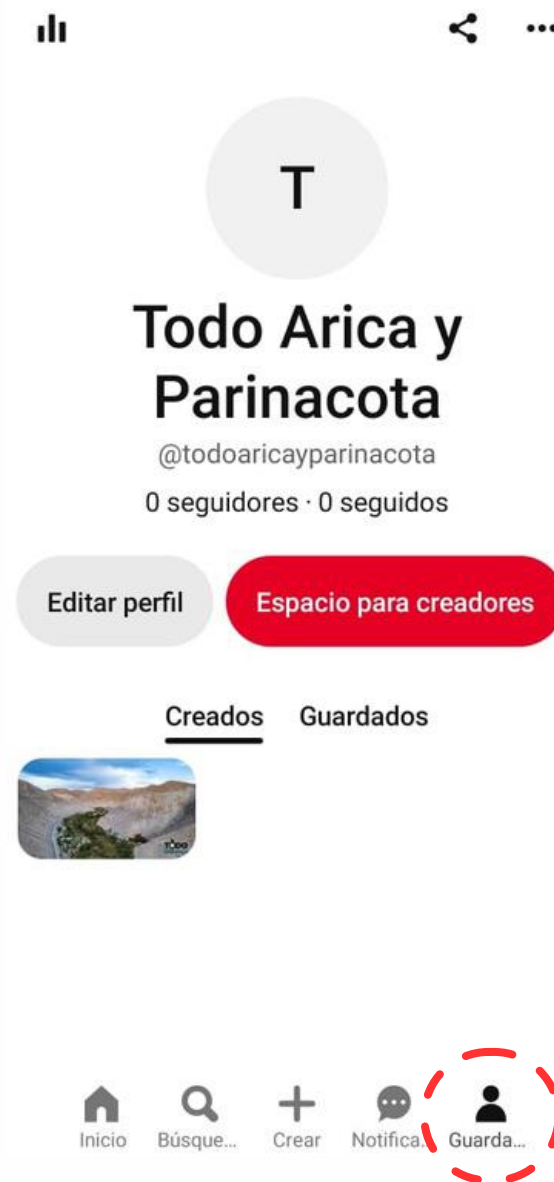 T
Todo Arica y
Parinacota
@todoaricayparinacota
0 seguidores · 0 seguidos
Editar perfil
Espacio para creadores
Creados
Guardados
TODO
Inicio
Búsque...
Crear
Notifica...
Guarda...